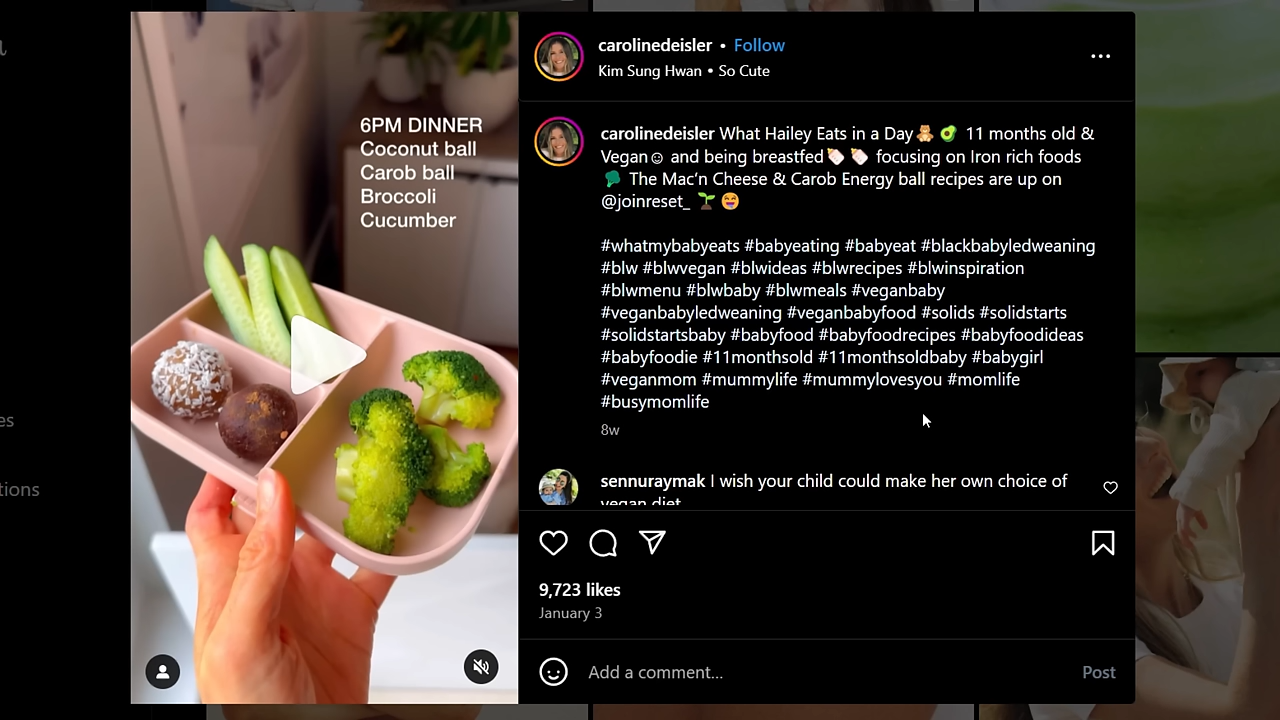 6PM DINNER
Coconut ball
Carob ball
Broccoli
Cucumber
carolinedeisler • Follow
Kim Sung Hwan • So Cute
carolinedeisler What Hailey Eats in a Day🧸🥑 11 months old &
Vegan☺ and being breastfed🍼🍼 focusing on Iron rich foods
🥦 The Mac’n Cheese & Carob Energy ball recipes are up on
@joinreset_ 🌱😄
#whatmybabyeats #babyeating #babyeat #blackbabyledweaning
#blw #blwvegan #blwideas #blwrecipes #blwinspiration
#blwmenu #blwbaby #blwmeals #veganbaby
#veganbabyledweaning #veganbabyfood #solids #solidstarts
#solidstartsbaby #babyfood #babyfoodrecipes #babyfoodideas
#babyfoodie #11monthsold #11monthsoldbaby #babygirl
#veganmom #mummylife #mummylovesyou #momlife
#busymomlife
8w
sennuraymak I wish your child could make her own choice of
vegan diet
9,723 likes
January 3
Add a comment... Post
es
tions